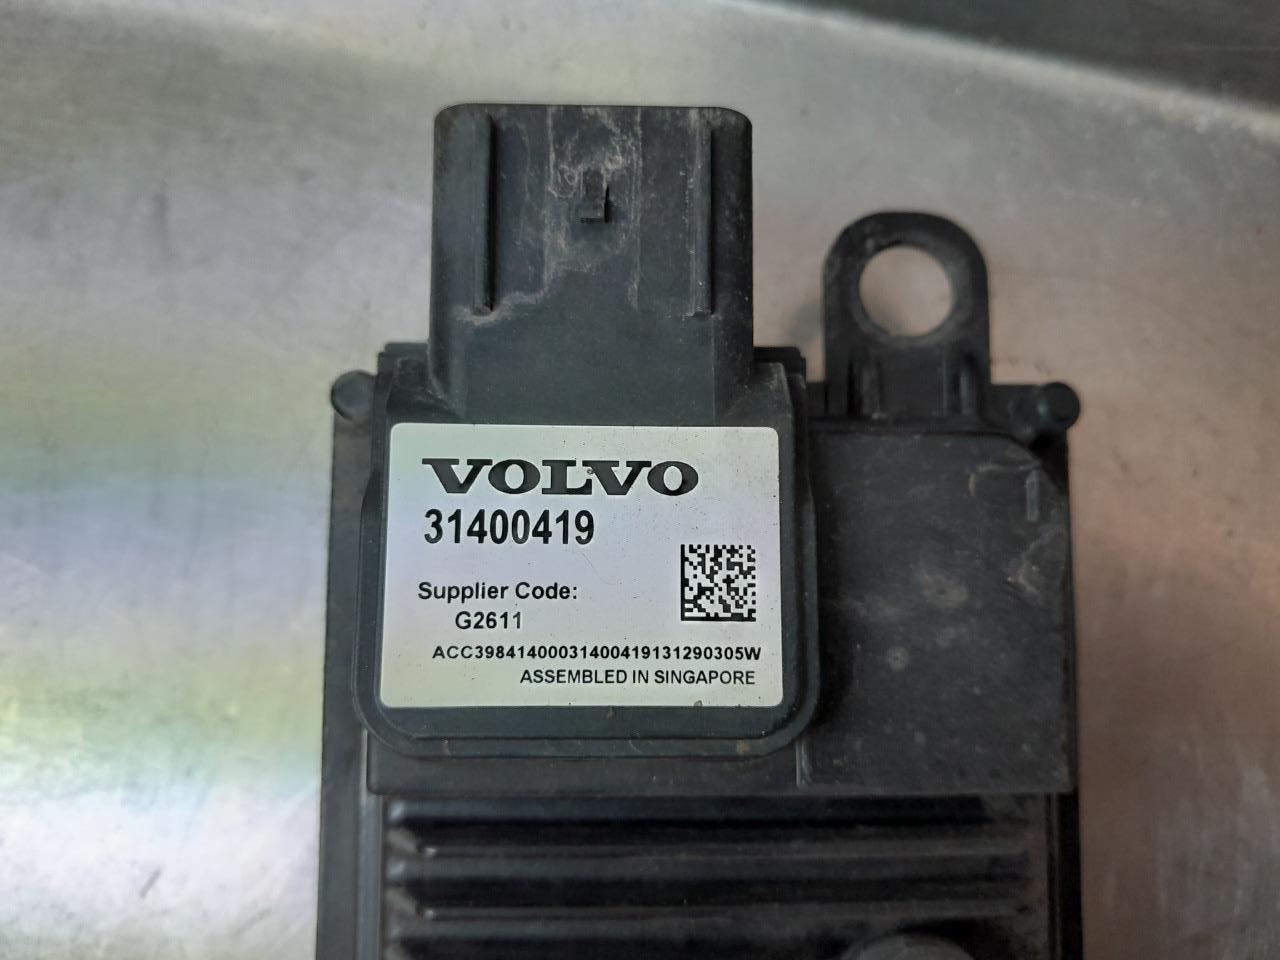 VOLVO
31400419
Supplier Code:
G2611
ACC39841400031400419131290305W
ASSEMBLED IN SINGAPORE